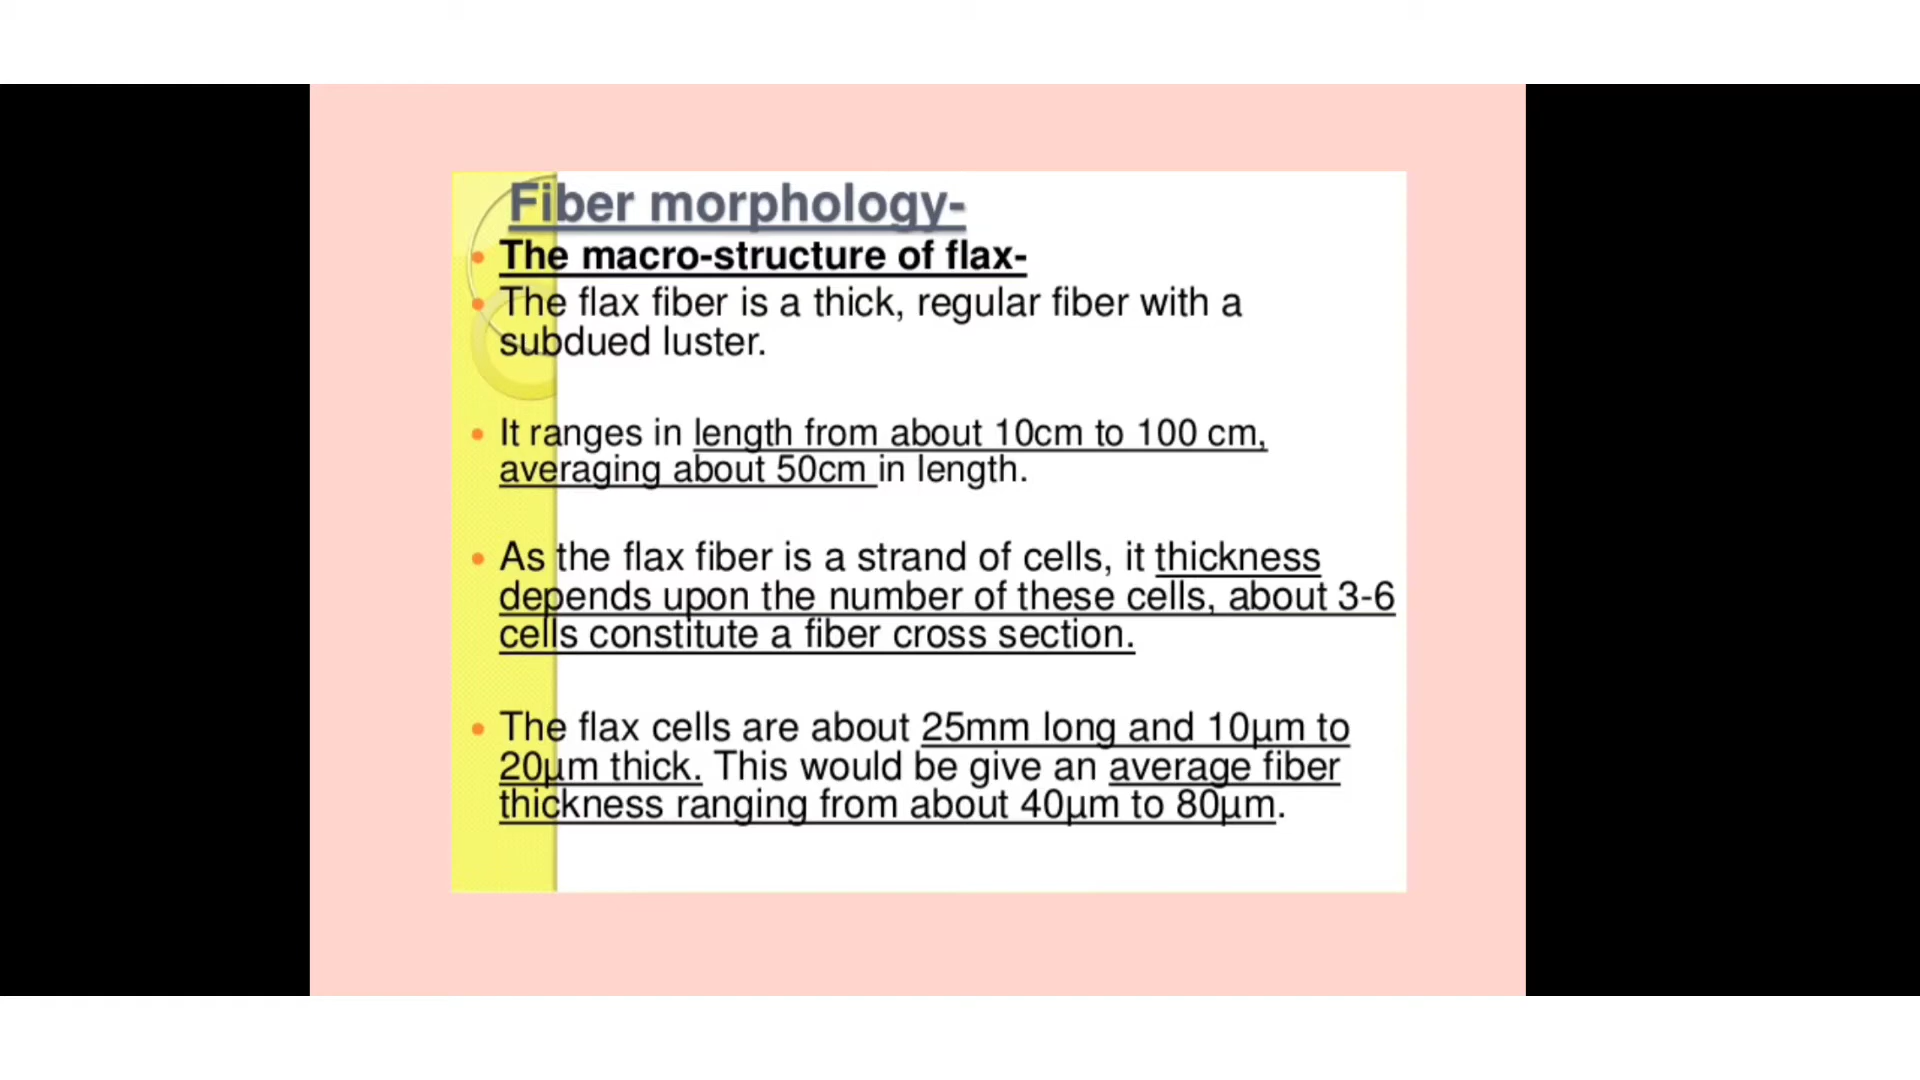 Fiber morphology-
The macro-structure of flax-
The flax fiber is a thick, regular fiber with a
subdued luster.
It ranges in length from about 10cm to 100 cm,
averaging about 50cm in length.
As the flax fiber is a strand of cells, it thickness
depends upon the number of these cells, about 3-6
cells constitute a fiber cross section.
The flax cells are about 25mm long and 10µm to
20µm thick. This would be give an average fiber
thickness ranging from about 40µm to 80µm.